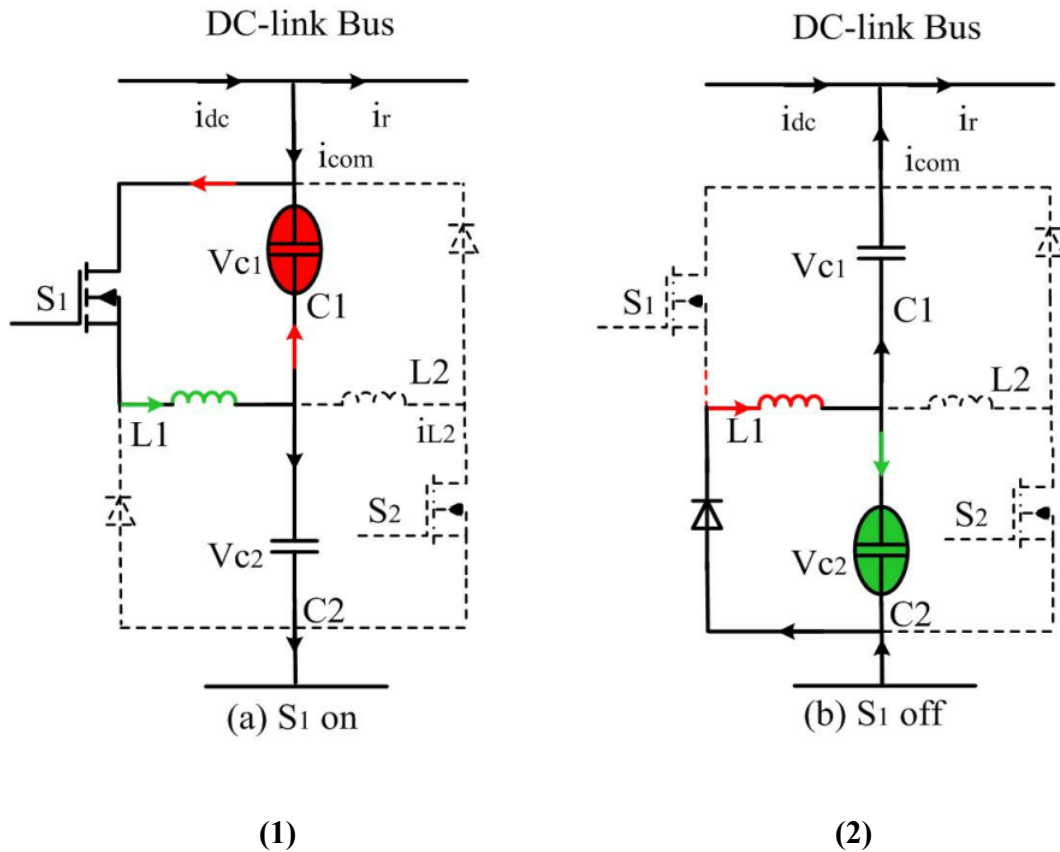 DC-link Bus
idc ir
icom
Vc1
S1
C1
L2
L1
iL2
S2
Vc2
C2
(a) S1 on
(1)
DC-link Bus
idc ir
icom
Vc1
S1
C1
L2
L1
S2
Vc2
C2
(b) S1 off
(2)